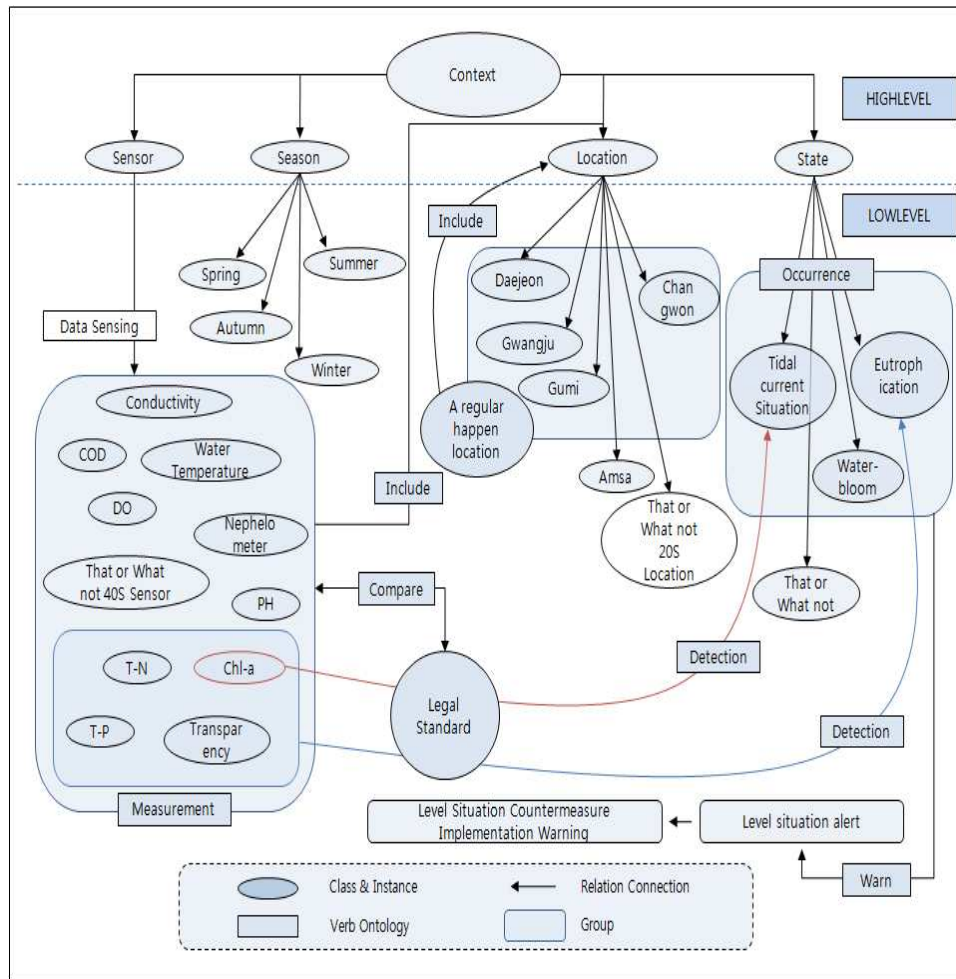 Context
HIGHLEVEL
Sensor
Season
Location
State
LOWLEVEL
Include
Spring
Summer
Daejeon
Chan
gwon
Occurrence
Data Sensing
Autumn
Winter
Gwangju
Gumi
Tidal
current
Situation
Eutroph
ication
Conductivity
A regular
happen
location
COD
Water
Temperature
Include
Amsa
Water-
bloom
DO
Nephelo
meter
That or
What not
20S
Location
That or What
not 40S Sensor
PH
Compare
That or
What not
T-N
Chl-a
Detection
Legal
Standard
T-P
Transpar
ency
Detection
Measurement
Level Situation Countermeasure
Implementation Warning
Level situation alert
Warn
Class & Instance
Relation Connection
Verb Ontology
Group